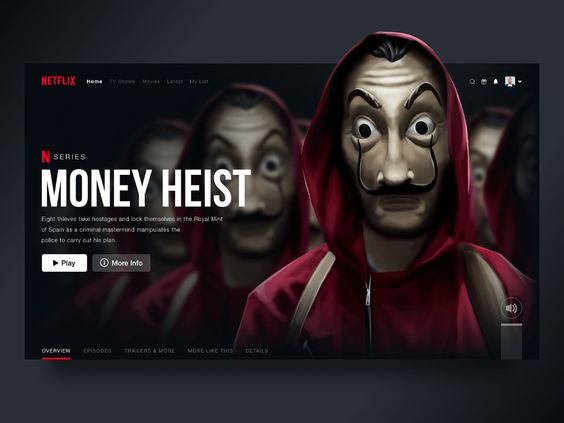 NETFLIX Home TV Shows Movies Latest My List
N SERIES
MONEY HEIST
Eight thieves take hostages and lock themselves in the Royal Mint
of Spain as a criminal mastermind manipulates the
police to carry out his plan.
Play More Info
OVERVIEW EPISODES TRAILERS & MORE MORE LIKE THIS DETAILS